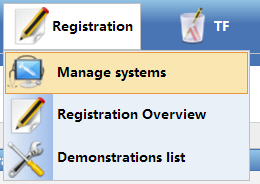 Registration
TF
Manage systems
Registration Overview
Demonstrations list